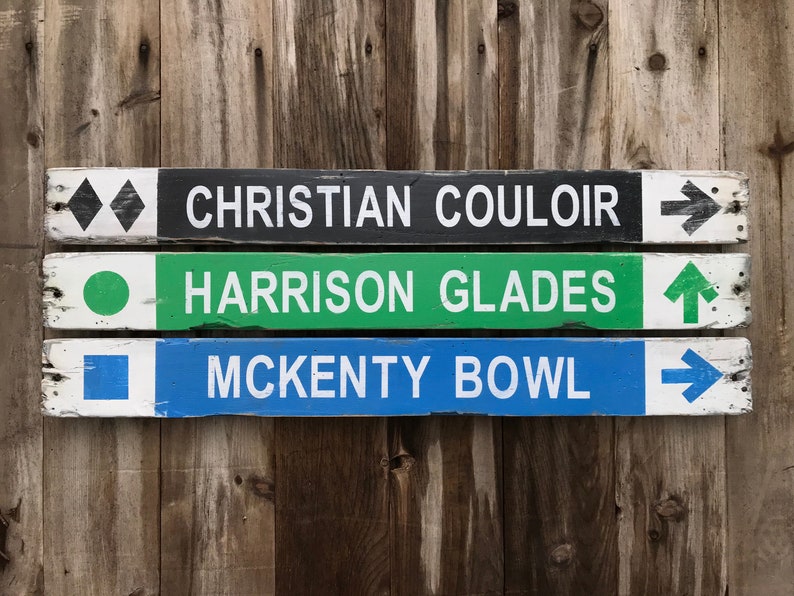 CHRISTIAN COULOIR
HARRISON GLADES
MCKENTY BOWL